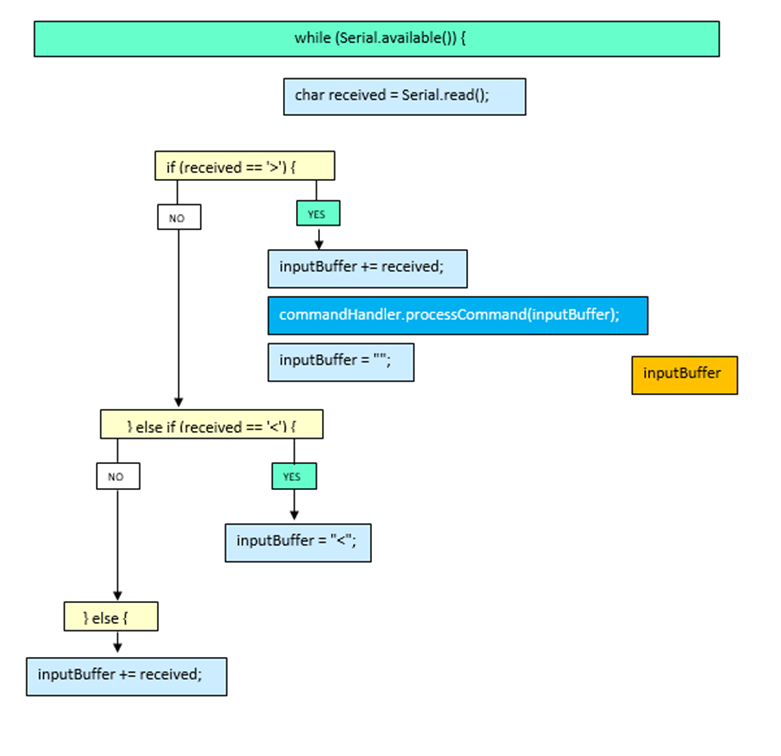 while (Serial.available()) {
char received = Serial.read();
if (received == '>') {
NO
YES
inputBuffer += received;
commandHandler.processCommand(inputBuffer);
inputBuffer = "";
inputBuffer
} else if (received == '<') {
NO
YES
inputBuffer = "<";
} else {
inputBuffer += received;